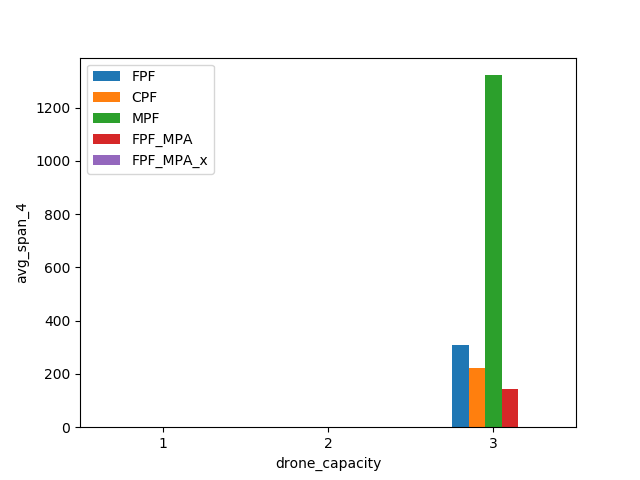 FPF
CPF
MPF
FPF_MPA
FPF_MPA_x
1200
1000
800
600
400
200
0
avg_span_4
1 2 3
drone_capacity